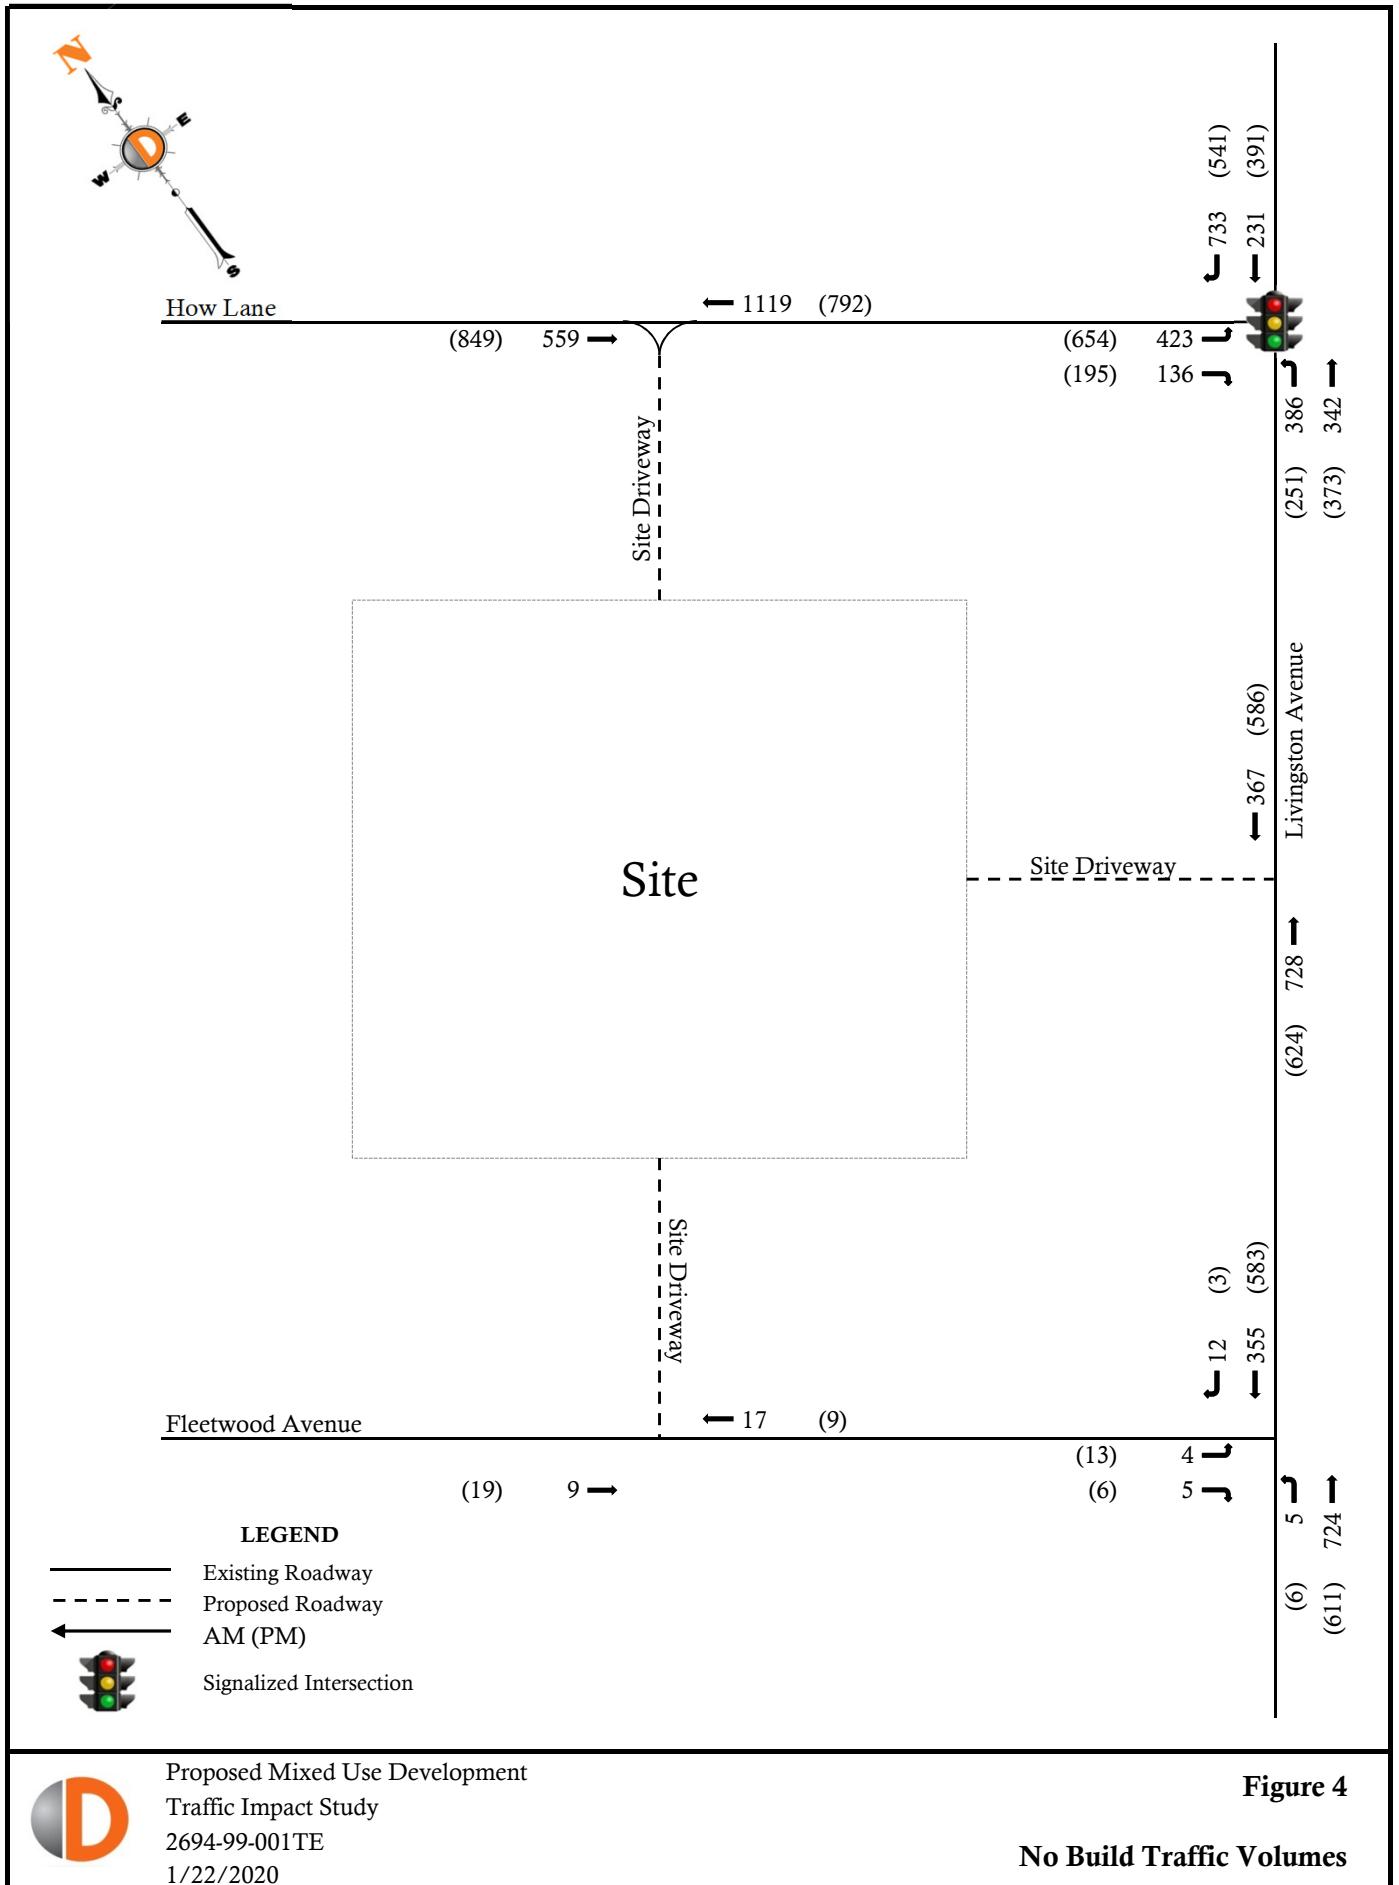 N
E
W
S
(541)
(391)
733
231
How Lane
1119 (792)
(849) 559
(654) 423
(195) 136
386
342
(251)
(373)
Site Driveway
(586)
367
Livingston Avenue
Site
Site Driveway
728
(624)
Site Driveway
(3)
(583)
12
355
Fleetwood Avenue
17 (9)
(13) 4
(19) 9
(6) 5
5
724
(6)
(611)
LEGEND
Existing Roadway
Proposed Roadway
AM (PM)
Signalized Intersection
Proposed Mixed Use Development
Traffic Impact Study
2694-99-001TE
1/22/2020
Figure 4
No Build Traffic Volumes